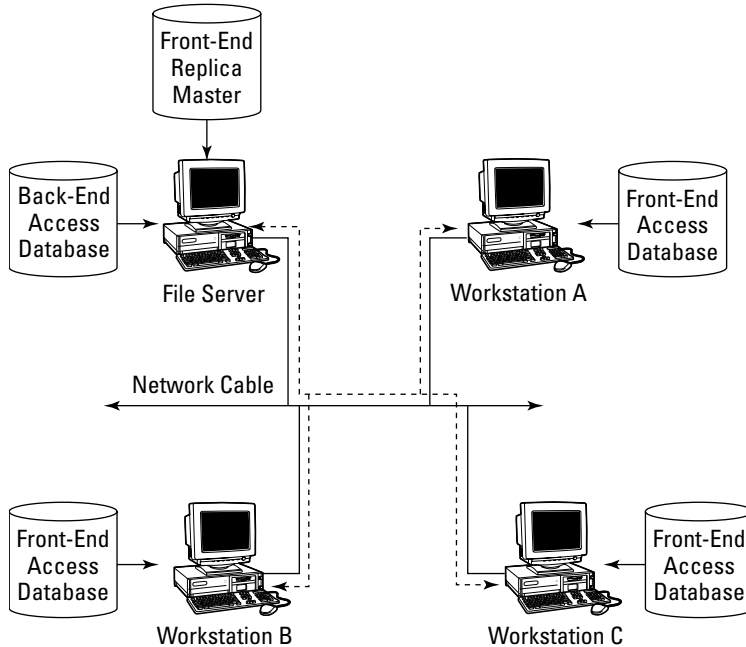 Front-End
Replica
Master
Back-End
Access
Database
File Server
Front-End
Access
Database
Workstation A
Network Cable
Front-End
Access
Database
Workstation B
Front-End
Access
Database
Workstation C